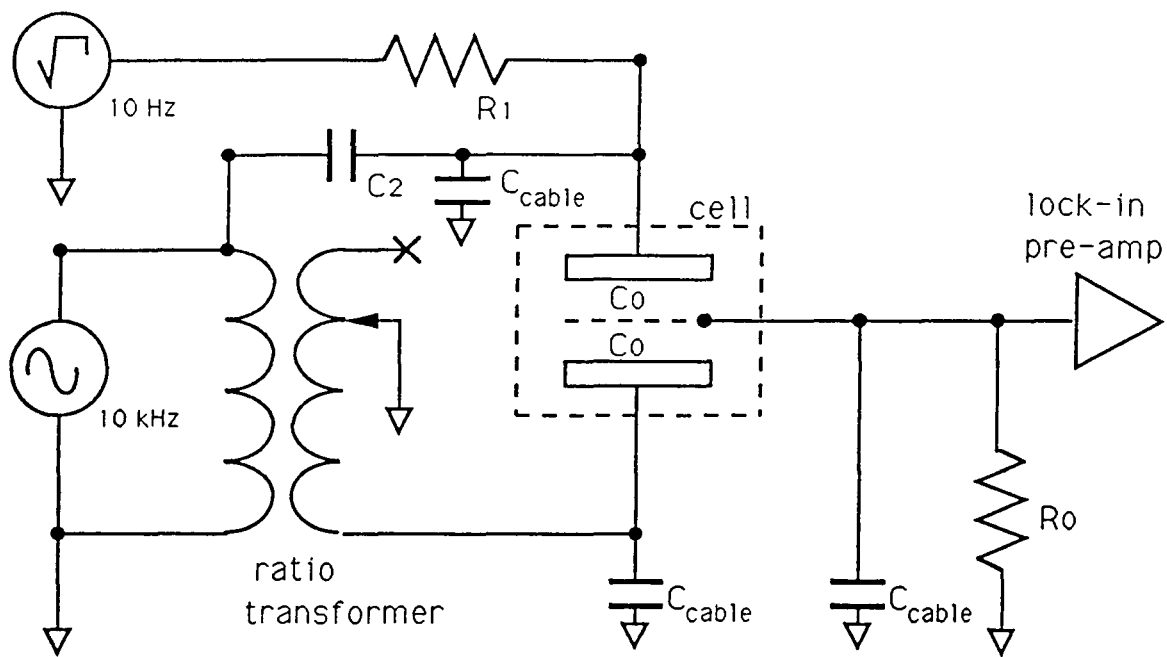 10 Hz
R1
C2
Ccable
cell
lock-in
pre-amp
Co
Co
10 kHz
Ro
ratio
transformer
Ccable
Ccable